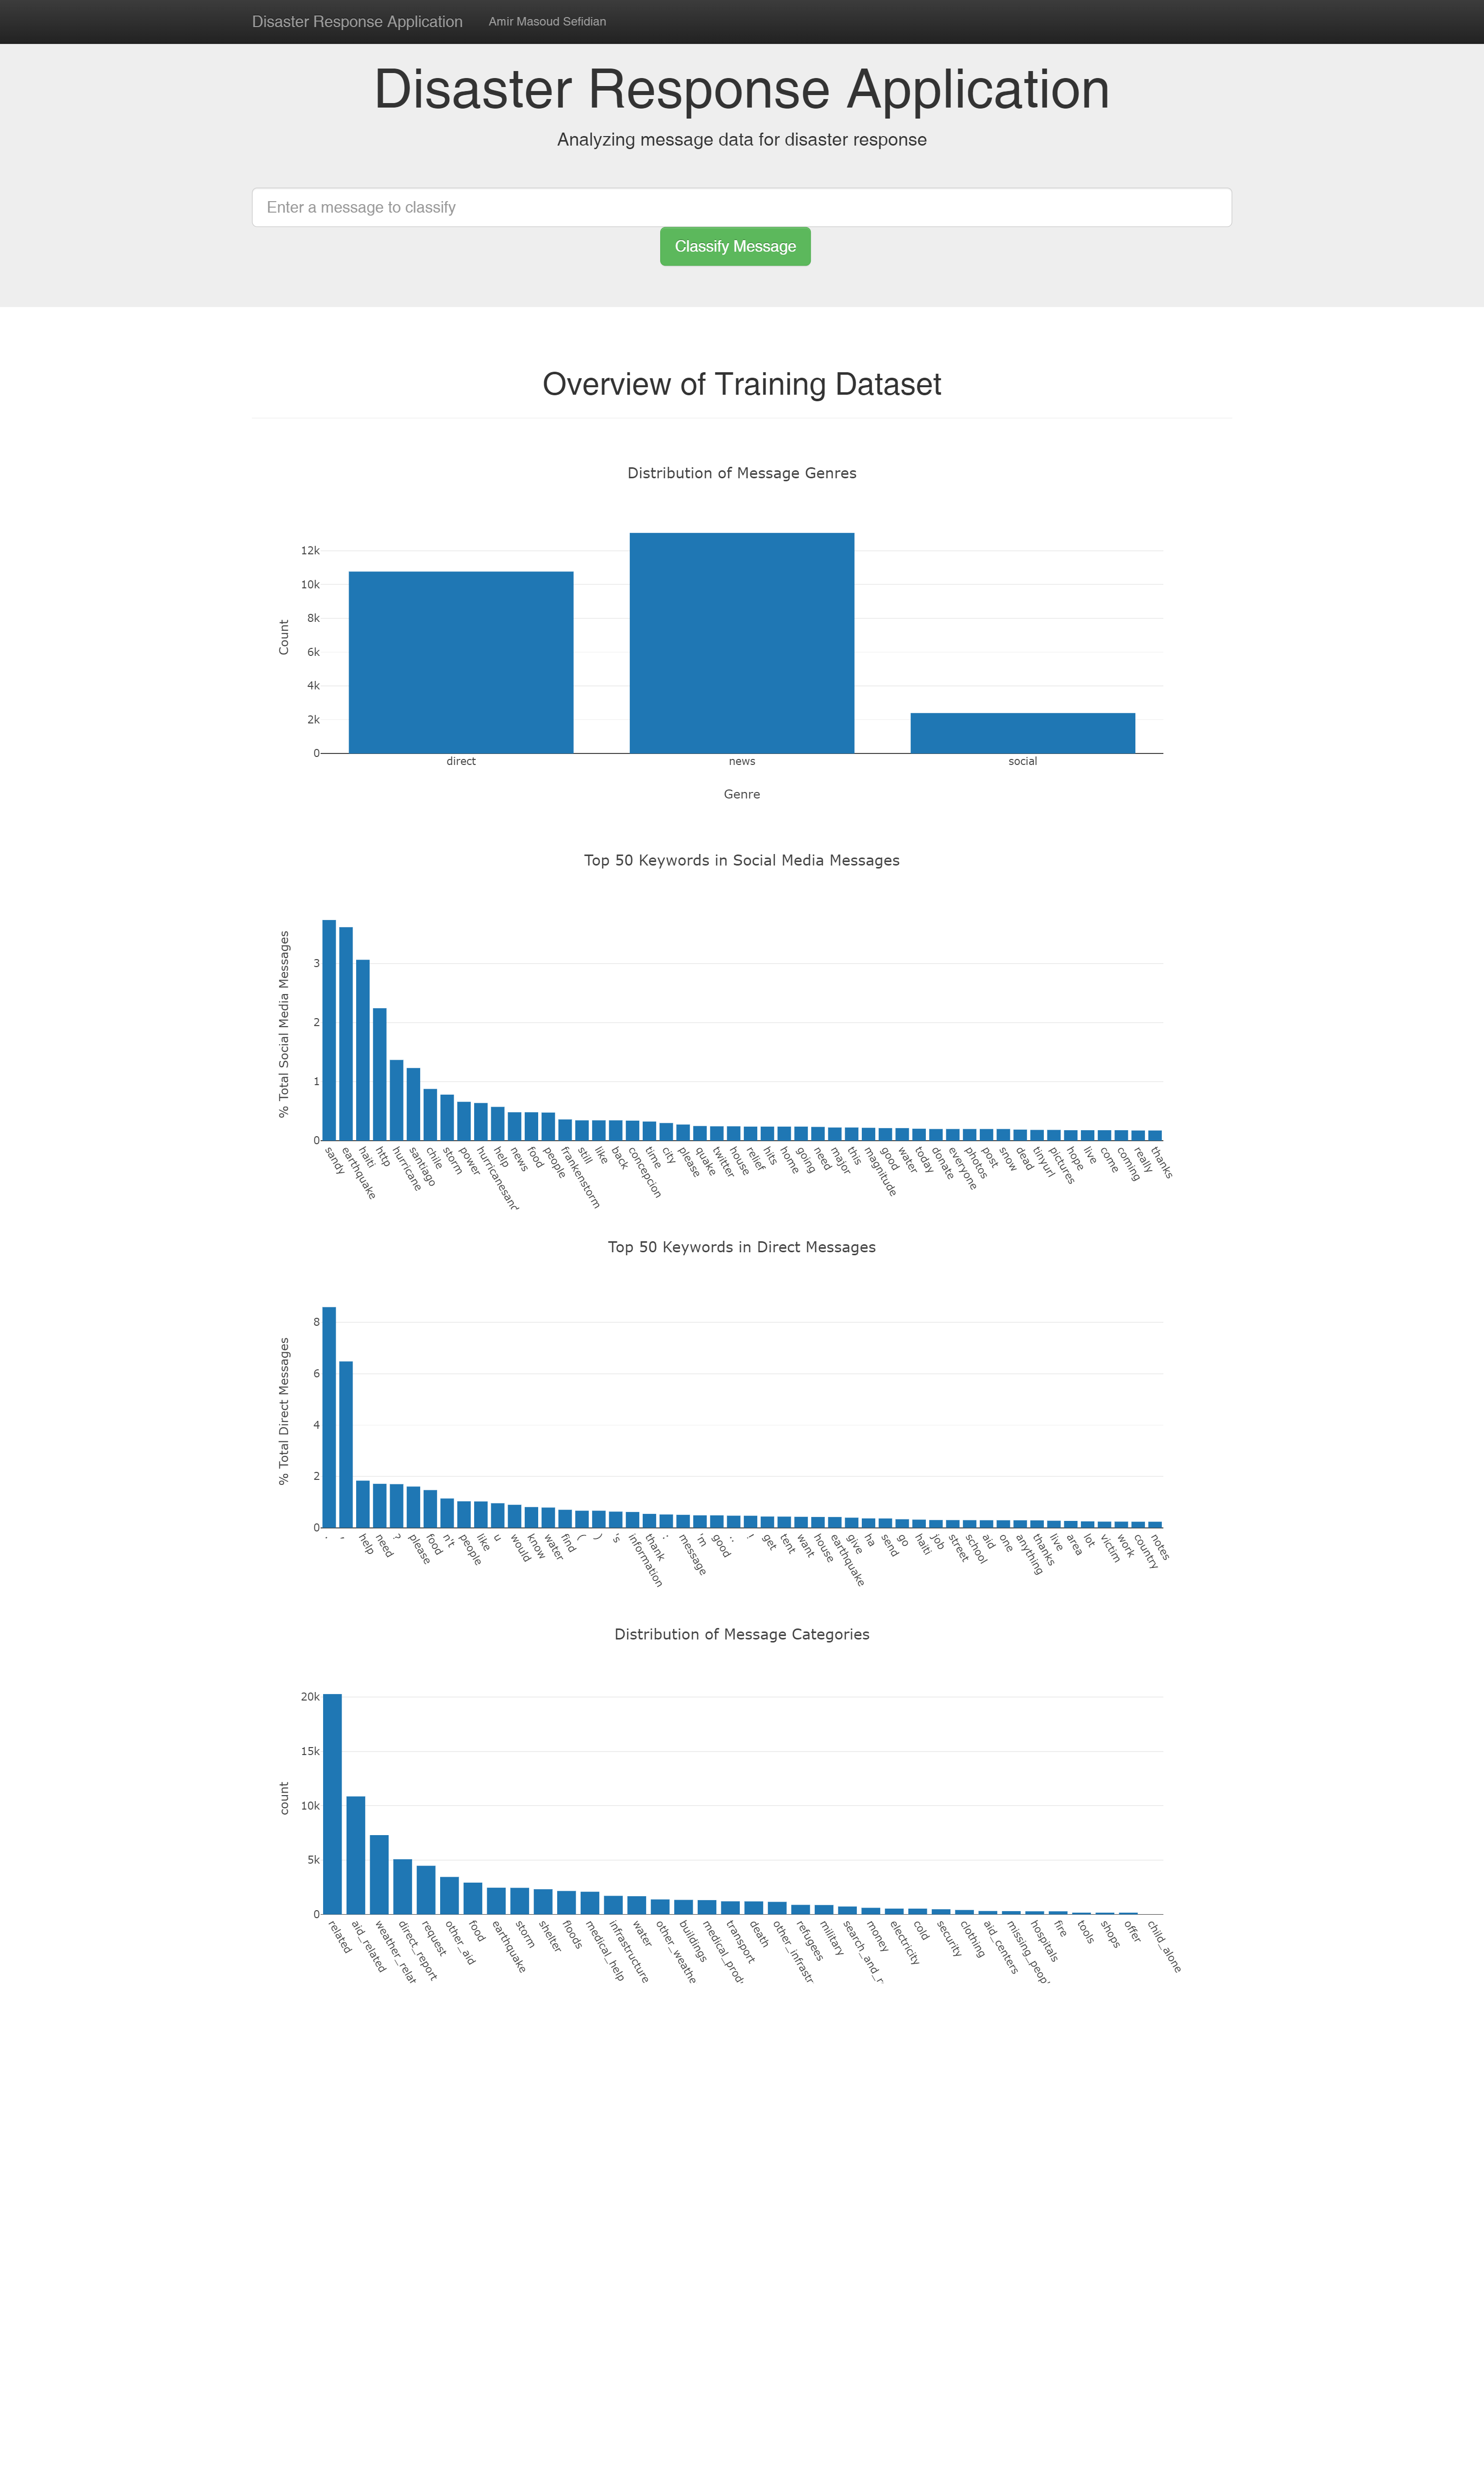 Disaster Response Application Amir Masoud Sefidian
Disaster Response Application
Analyzing message data for disaster response
Enter a message to classify
Classify Message
Overview of Training Dataset
Distribution of Message Genres
12k
10k
8k
6k
4k
2k
0
Count
direct news social
Genre
Top 50 Keywords in Social Media Messages
3
2
1
0
% Total Social Media Messages
sandy earthquake haiti http hurricane santiago chile storm power hurricanesand help news food people frankenstorm still like back concepcion time city please quake twitter house relief hits home going need major this magnitude good water today donate everyone photos post snow dead tinyurl pictures hope live come coming really thanks
Top 50 Keywords in Direct Messages
8
6
4
2
0
% Total Direct Messages
. , help need ? please food n't people like u would know water find ( ) 's information thank : message 'm good .. ! get tent want house earthquake give ha send go haiti job street school aid one anything thanks live area lot victim work country notes
Distribution of Message Categories
20k
15k
10k
5k
0
count
related aid_related weather_relat direct_report request other_aid food earthquake storm shelter floods medical_help infrastructure water other_weathe buildings medical_prod transport death other_infrastr refugees military search_and_r money electricity cold security clothing aid_centers missing_peop hospitals fire tools shops offer child_alone